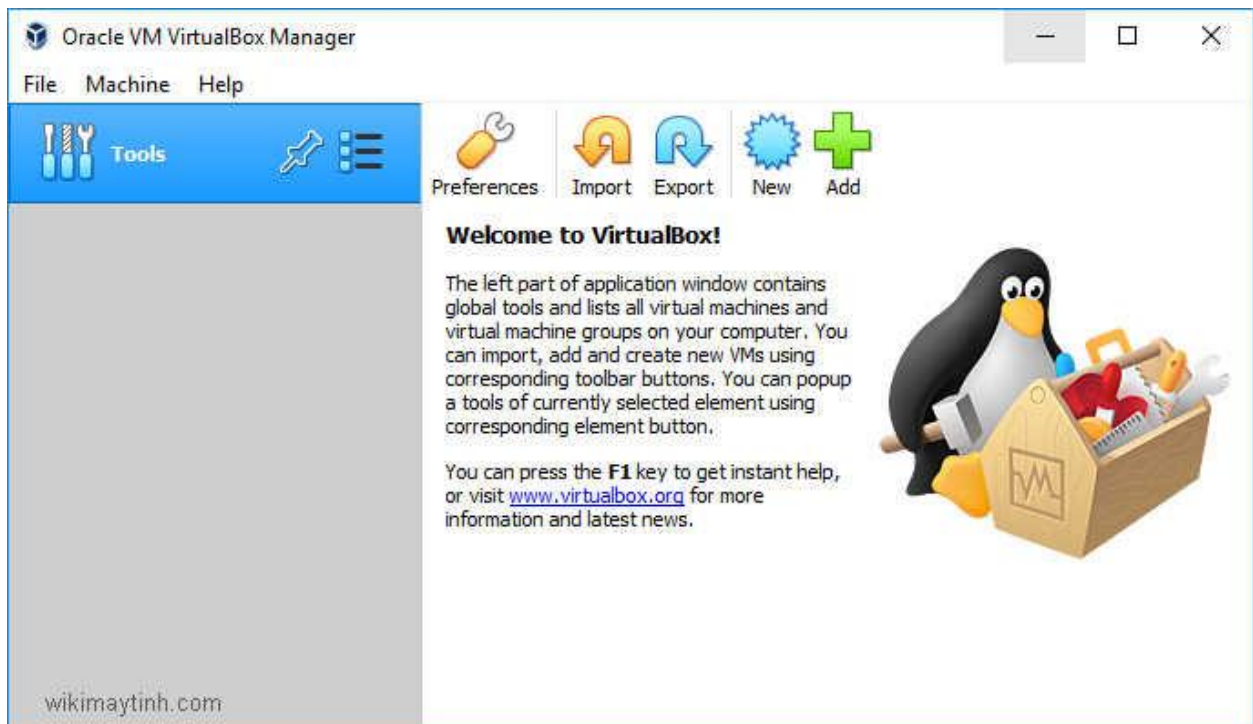 Oracle VM VirtualBox Manager
File Machine Help
Tools
Preferences Import Export New Add
Welcome to VirtualBox!
The left part of application window contains
global tools and lists all virtual machines and
virtual machine groups on your computer. You
can import, add and create new VMs using
corresponding toolbar buttons. You can popup
a tools of currently selected element using
corresponding element button.
You can press the F1 key to get instant help,
or visit www.virtualbox.org for more
information and latest news.
wikimaytinh.com